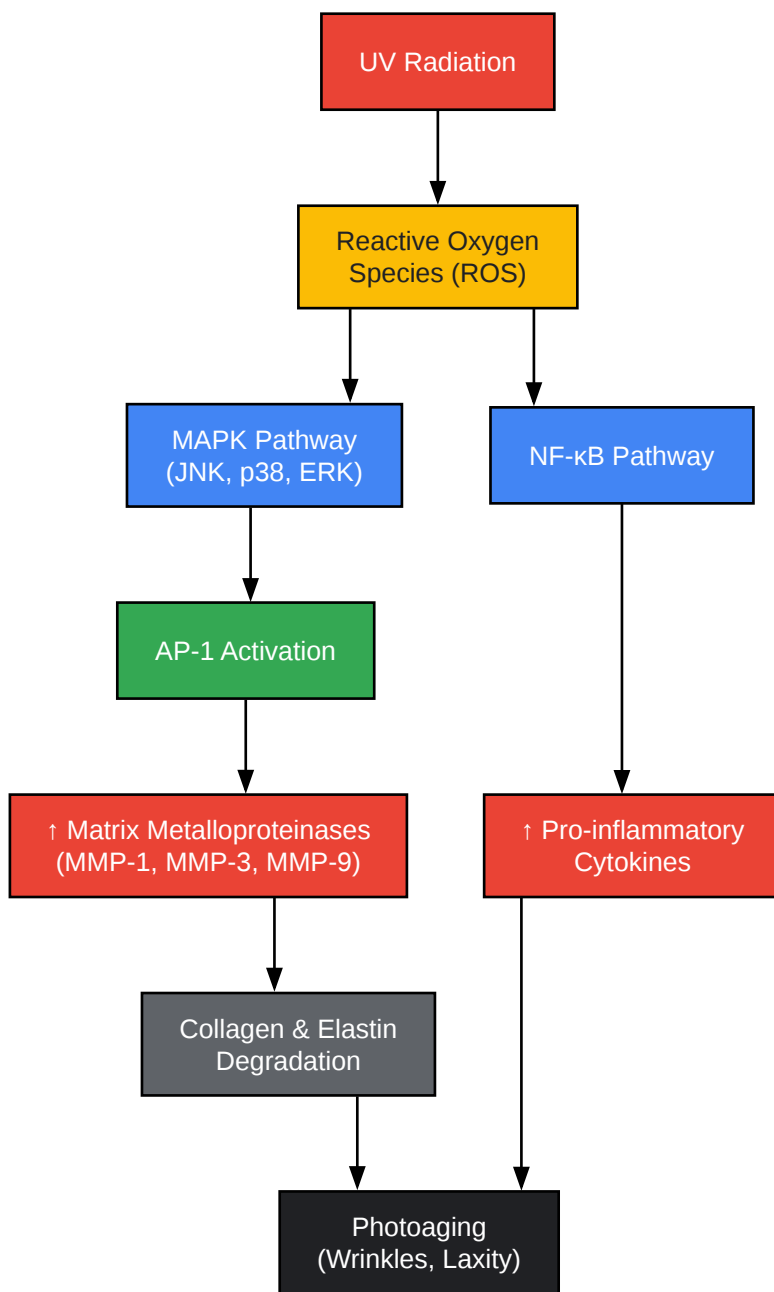 UV Radiation
Reactive Oxygen
Species (ROS)
MAPK Pathway
(JNK, p38, ERK)
NF-κB Pathway
AP-1 Activation
↑ Matrix Metalloproteinases
(MMP-1, MMP-3, MMP-9)
↑ Pro-inflammatory
Cytokines
Collagen & Elastin
Degradation
Photoaging
(Wrinkles, Laxity)